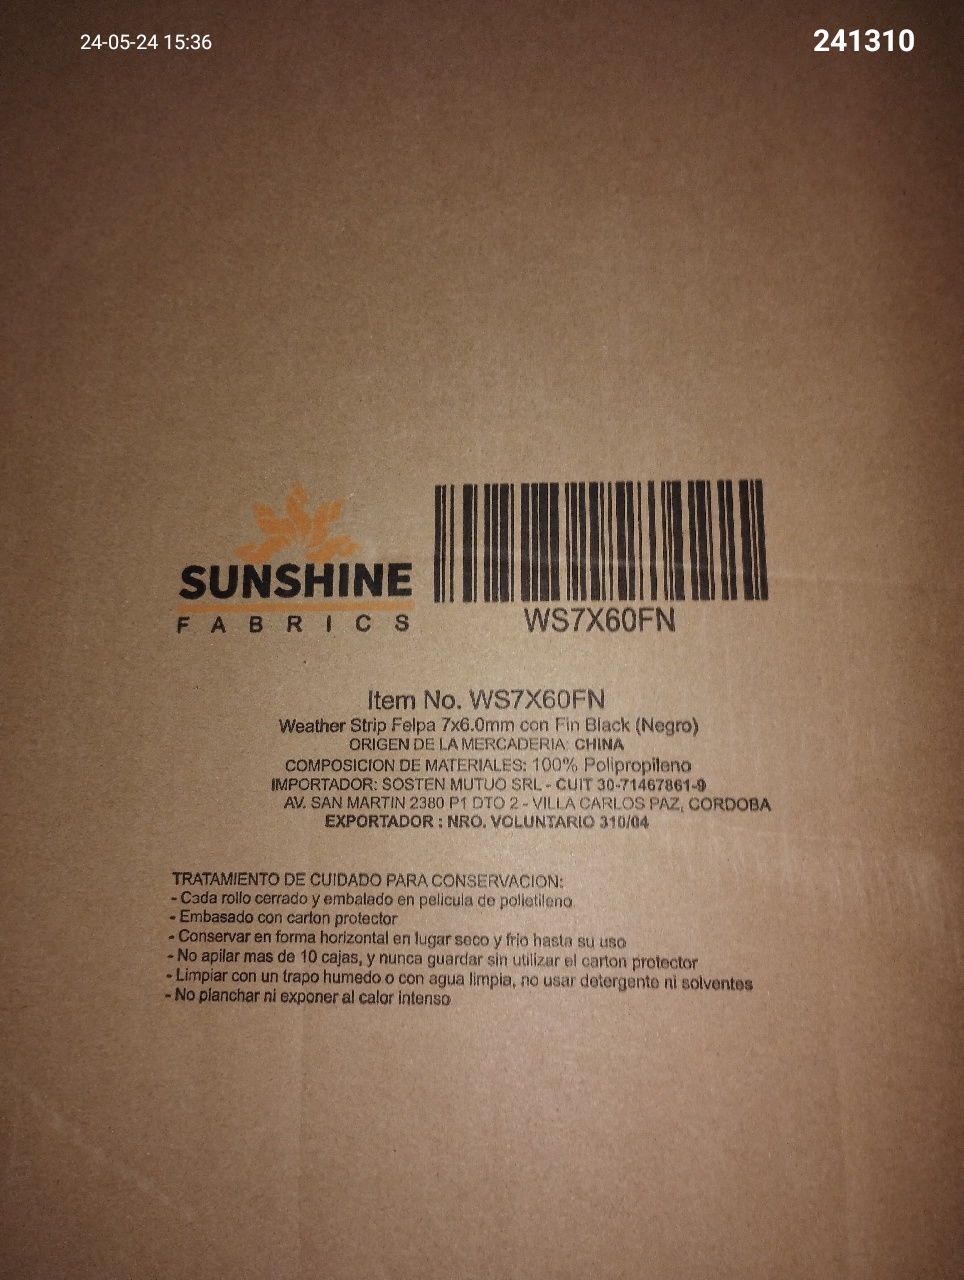 24-05-24 15:36
241310
SUNSHINE
FABRICS
WS7X60FN
Item No. WS7X60FN
Weather Strip Felpa 7x6.0mm con Fin Black (Negro)
ORIGEN DE LA MERCADERIA: CHINA
COMPOSICION DE MATERIALES: 100% Polipropileno
IMPORTADOR: SOSTEN MUTUO SRL - CUIT 30-71467861-9
AV. SAN MARTIN 2380 P1 DTO 2 - VILLA CARLOS PAZ, CORDOBA
EXPORTADOR : NRO. VOLUNTARIO 310/04
TRATAMIENTO DE CUIDADO PARA CONSERVACION:
- Cada rollo cerrado y embalado en pelicula de polietileno
- Embasado con carton protector
- Conservar en forma horizontal en lugar seco y frio hasta su uso
- No apilar mas de 10 cajas, y nunca guardar sin utilizar el carton protector
- Limpiar con un trapo humedo o con agua limpia, no usar detergente ni solventes
- No planchar ni exponer al calor intenso